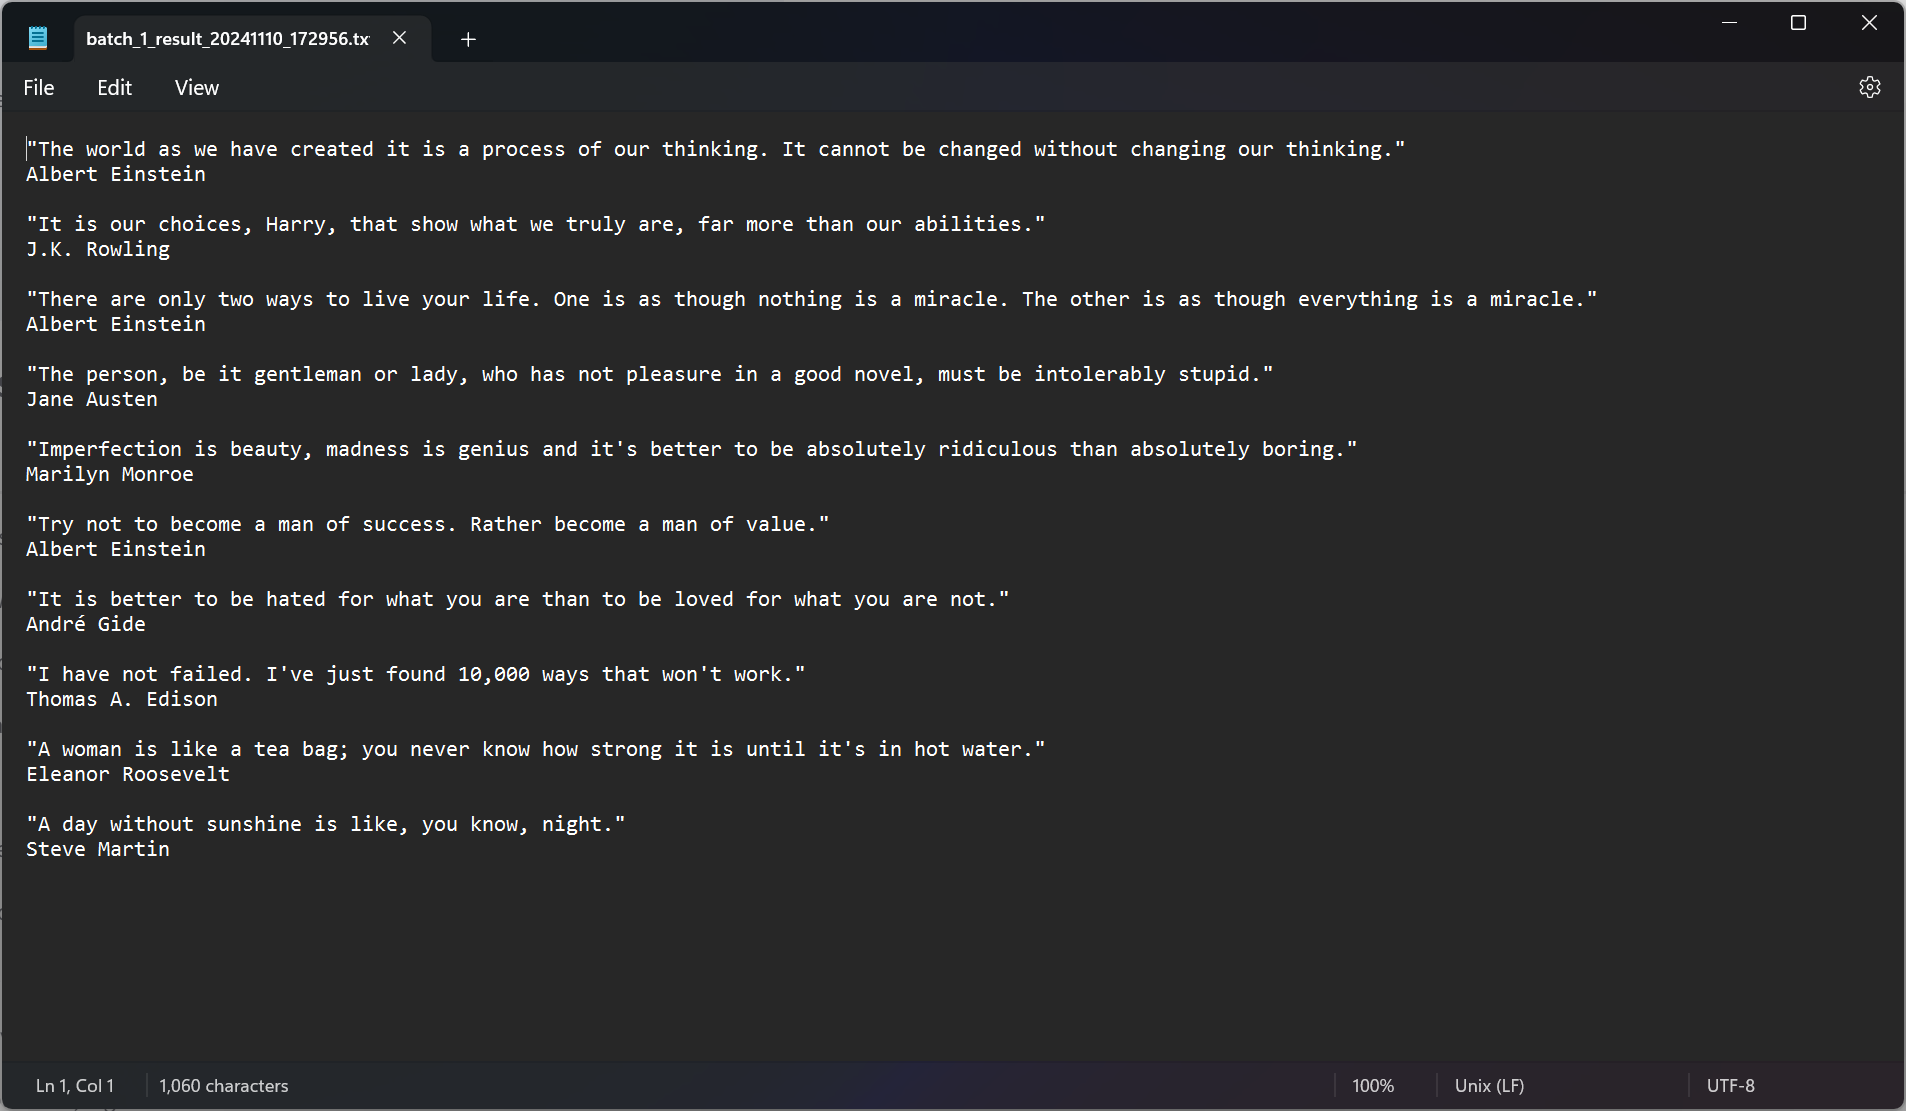 batch_1_result_20241110_172956.tx
File Edit View
"The world as we have created it is a process of our thinking. It cannot be changed without changing our thinking."
Albert Einstein
"It is our choices, Harry, that show what we truly are, far more than our abilities."
J.K. Rowling
"There are only two ways to live your life. One is as though nothing is a miracle. The other is as though everything is a miracle."
Albert Einstein
"The person, be it gentleman or lady, who has not pleasure in a good novel, must be intolerably stupid."
Jane Austen
"Imperfection is beauty, madness is genius and it's better to be absolutely ridiculous than absolutely boring."
Marilyn Monroe
"Try not to become a man of success. Rather become a man of value."
Albert Einstein
"It is better to be hated for what you are than to be loved for what you are not."
André Gide
"I have not failed. I've just found 10,000 ways that won't work."
Thomas A. Edison
"A woman is like a tea bag; you never know how strong it is until it's in hot water."
Eleanor Roosevelt
"A day without sunshine is like, you know, night."
Steve Martin
Ln 1, Col 1 1,060 characters 100% Unix (LF) UTF-8